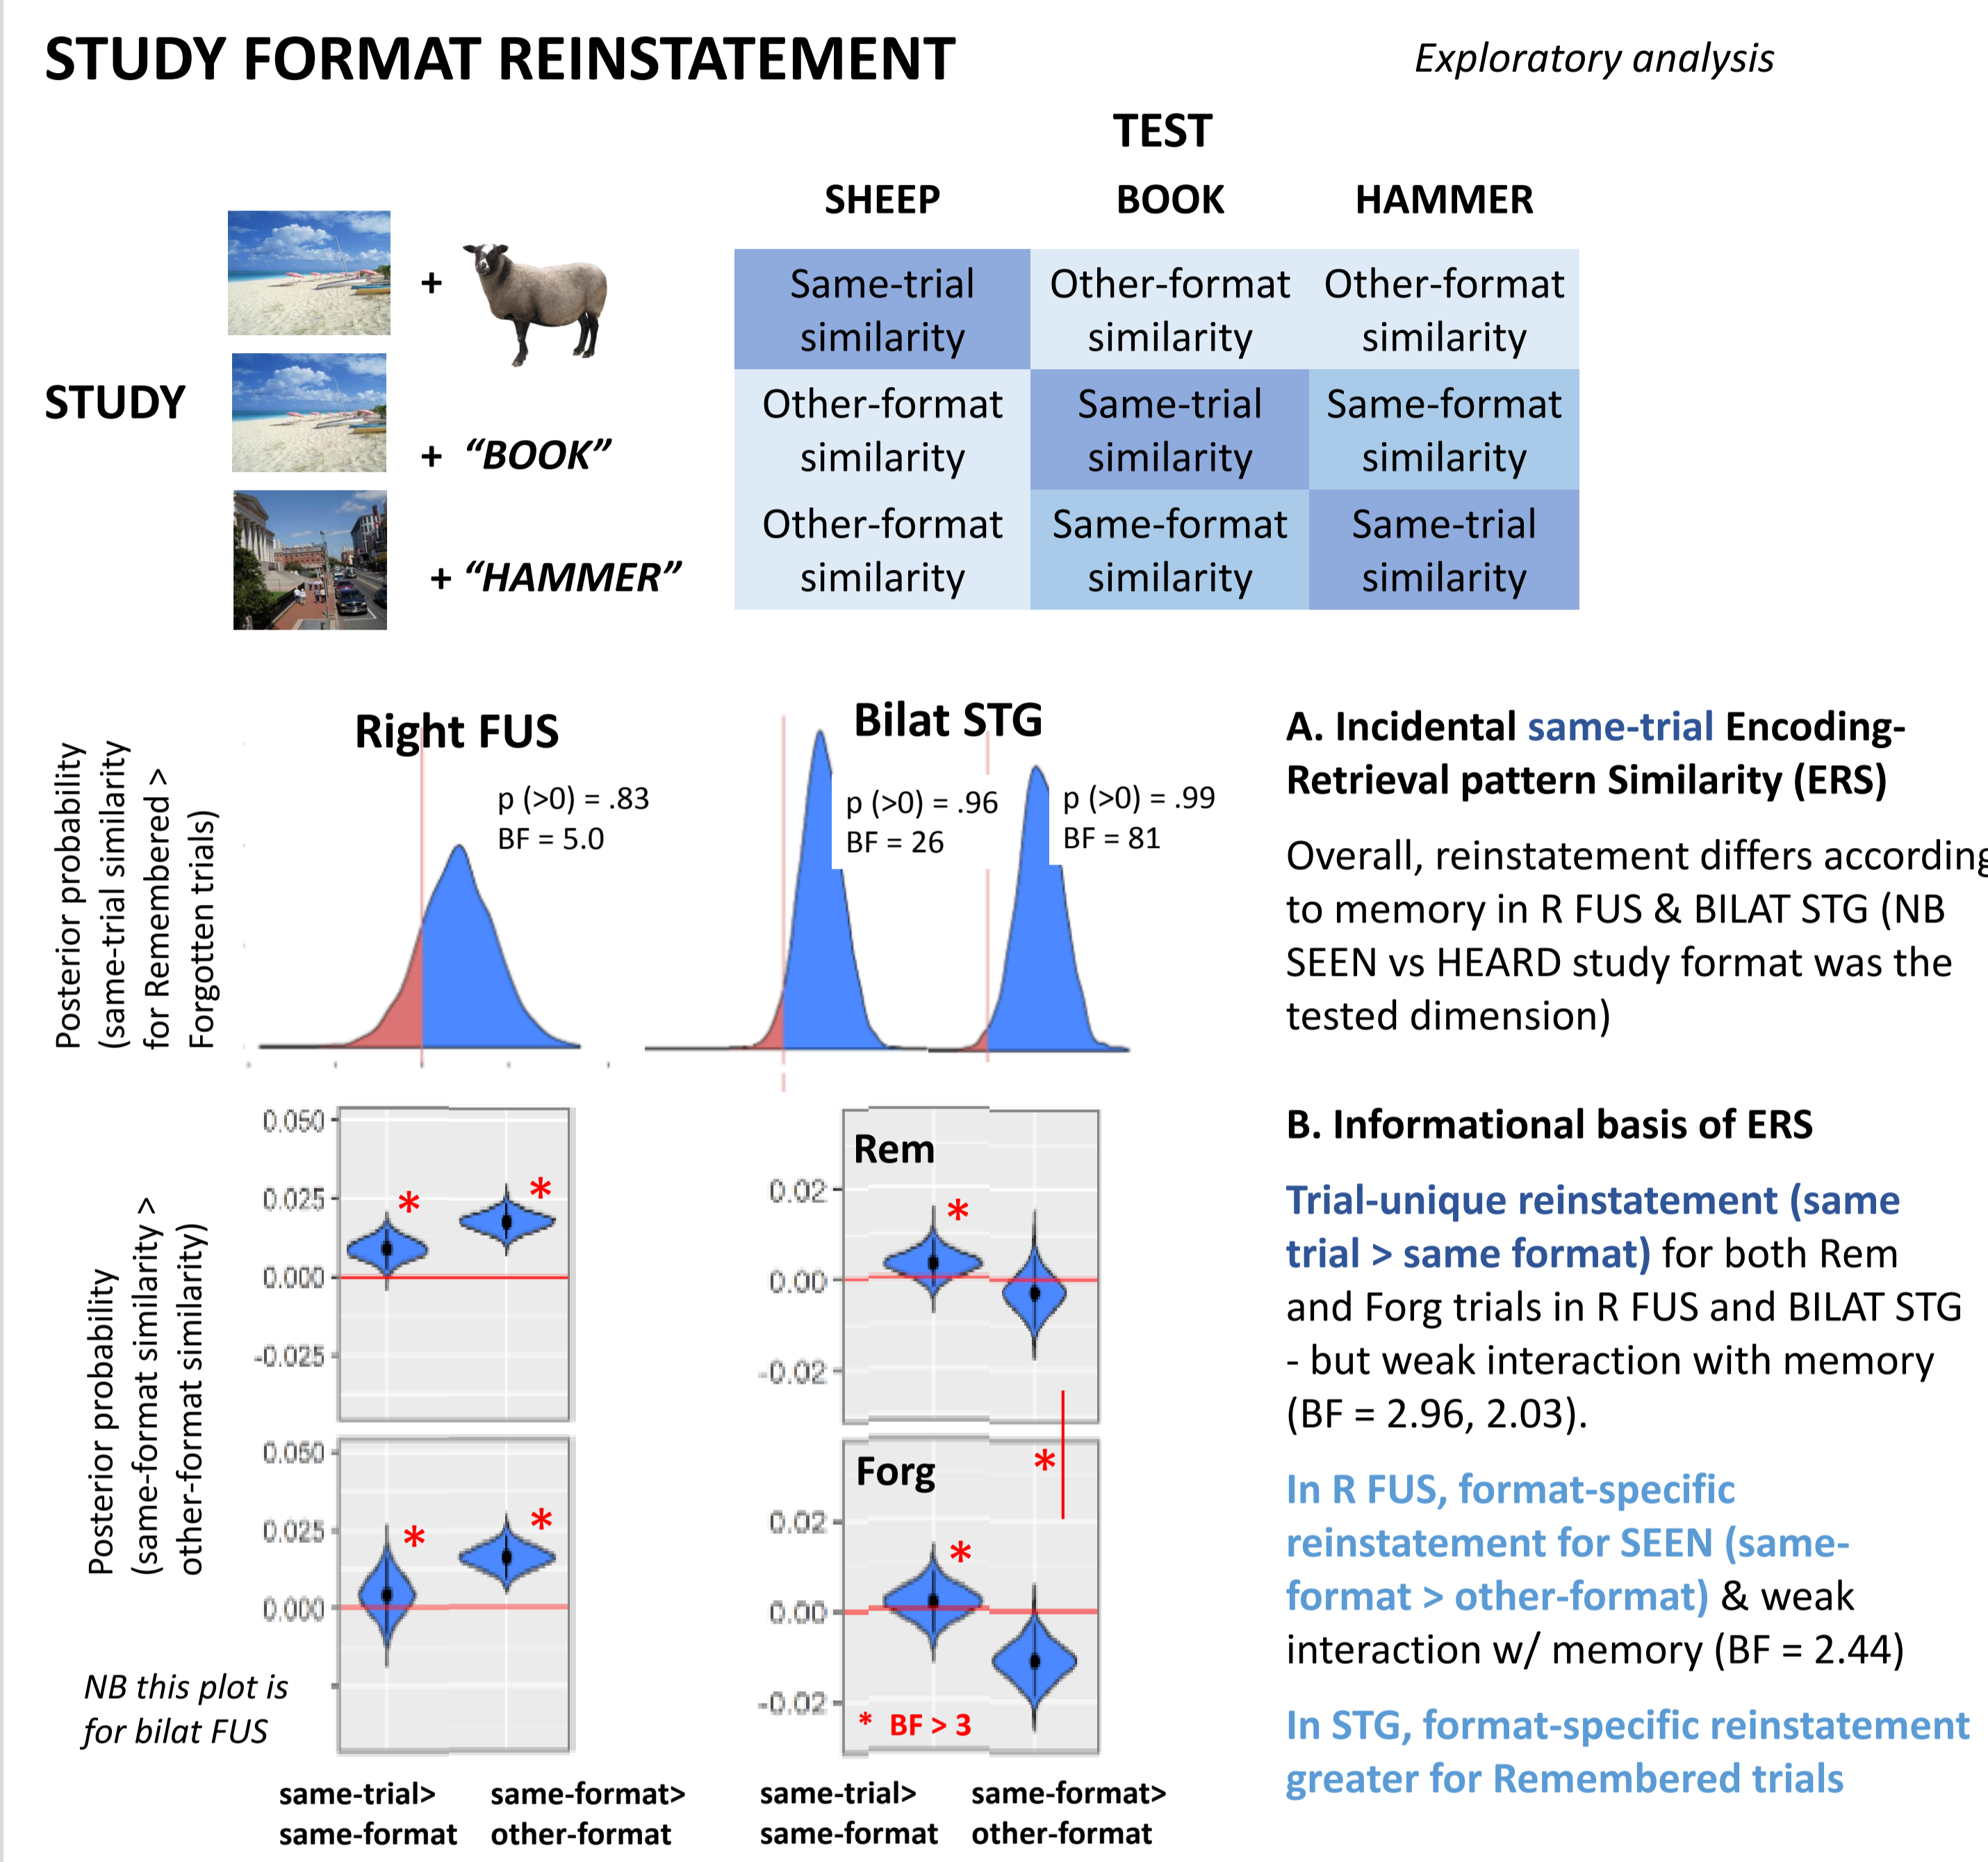 STUDY FORMAT REINSTATEMENT
Exploratory analysis
TEST
SHEEP BOOK HAMMER
STUDY
+
+ “BOOK”
+ “HAMMER”
Same-trial similarity
Other-format similarity
Other-format similarity
Other-format similarity
Same-trial similarity
Same-format similarity
Other-format similarity
Same-format similarity
Same-trial similarity
Posterior probability
(same-trial similarity
for Remembered >
Forgotten trials)
Right FUS
p (>0) = .83
BF = 5.0
Bilat STG
p (>0) = .96
BF = 26
p (>0) = .99
BF = 81
A. Incidental same-trial Encoding-
Retrieval pattern Similarity (ERS)
Overall, reinstatement differs according
to memory in R FUS & BILAT STG (NB
SEEN vs HEARD study format was the
tested dimension)
Posterior probability
(same-format similarity >
other-format similarity)
0.050
0.025
0.000
-0.025
*
*
0.050
0.025
0.000
*
*
NB this plot is
for bilat FUS
same-trial>
same-format
same-format>
other-format
Rem
0.02
0.00
-0.02
*
Forg
0.02
0.00
-0.02
*
*
* BF > 3
same-trial>
same-format
same-format>
other-format
B. Informational basis of ERS
Trial-unique reinstatement (same
trial > same format) for both Rem
and Forg trials in R FUS and BILAT STG
- but weak interaction with memory
(BF = 2.96, 2.03).
In R FUS, format-specific
reinstatement for SEEN (same-
format > other-format) & weak
interaction w/ memory (BF = 2.44)
In STG, format-specific reinstatement
greater for Remembered trials